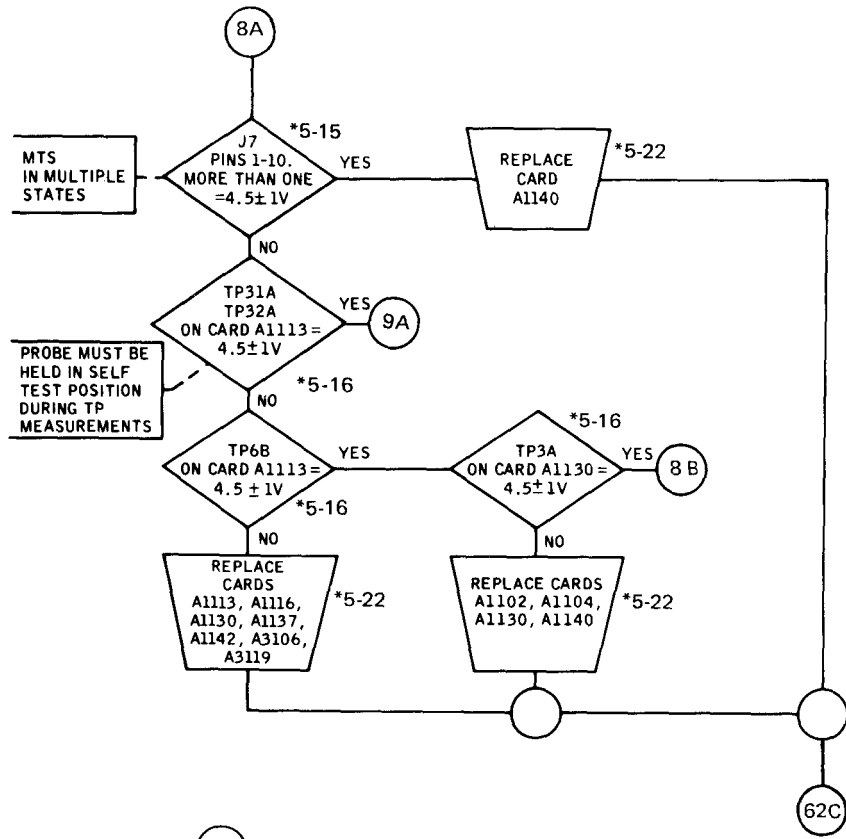 8A
*5-15
J7
PINS 1-10.
MORE THAN ONE
=4.5±1V
YES
MTS
IN MULTIPLE
STATES
REPLACE
CARD
A1140
*5-22
NO
TP31A
TP32A
ON CARD A1113=
4.5±1V
YES
9A
PROBE MUST BE
HELD IN SELF
TEST POSITION
DURING TP
MEASUREMENTS
*5-16
NO
TP6B
ON CARD A1113=
4.5±1V
YES
*5-16
*5-16
TP3A
ON CARD A1130=
4.5±1V
YES
8B
NO
REPLACE
CARDS
A1113, A1116,
A1130, A1137,
A1142, A3106,
A3119
*5-22
NO
REPLACE CARDS
A1102, A1104,
A1130, A1140
*5-22
62C